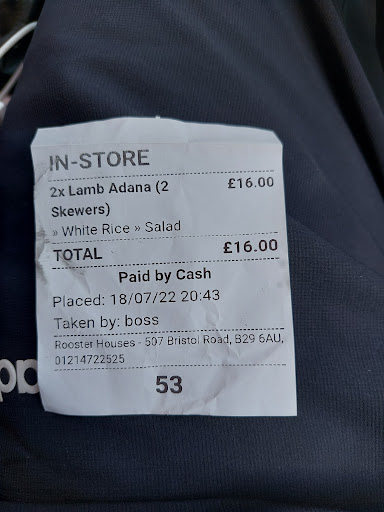 IN-STORE
2x Lamb Adana (2 £16.00
Skewers)
» White Rice » Salad
TOTAL £16.00
Paid by Cash
Placed: 18/07/22 20:43
Taken by: boss
Rooster Houses - 507 Bristol Road, B29 6AU,
01214722525
53